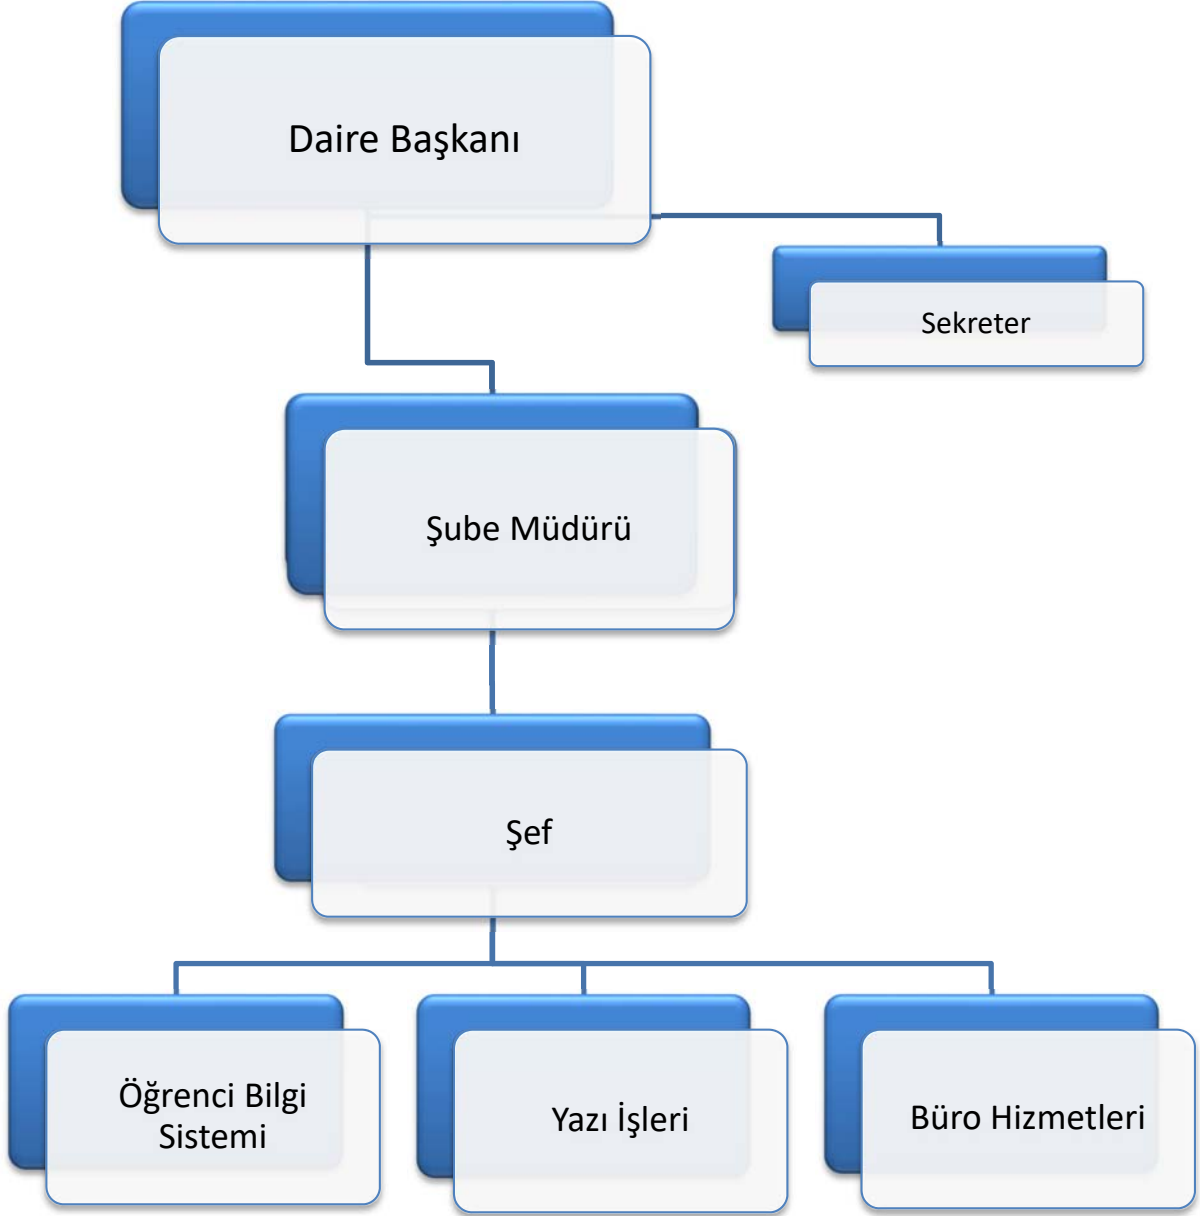 Daire Başkanı
Sekreter
Şube Müdürü
Şef
Öğrenci Bilgi
Sistemi
Yazı İşleri
Büro Hizmetleri